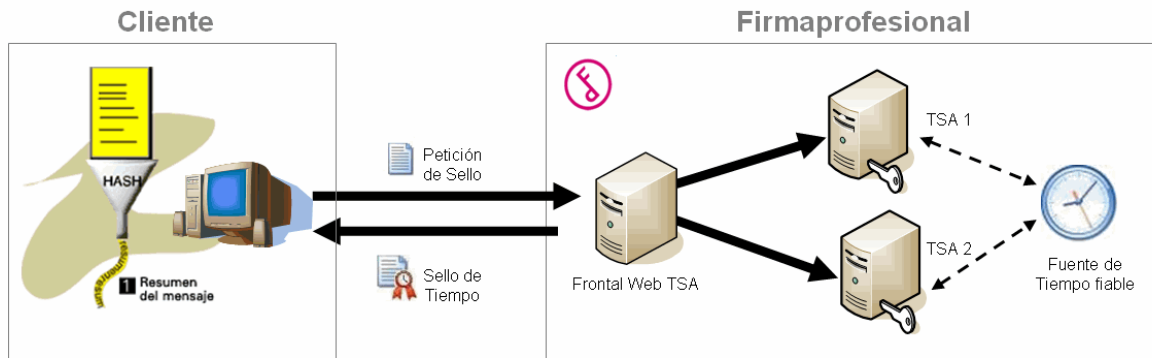 Cliente
Firmaprofesional
HASH
resumenresum
1 Resumen
del mensaje
Petición
de Sello
Sello de
Tiempo
Frontal Web TSA
TSA 1
TSA 2
Fuente de
Tiempo fiable